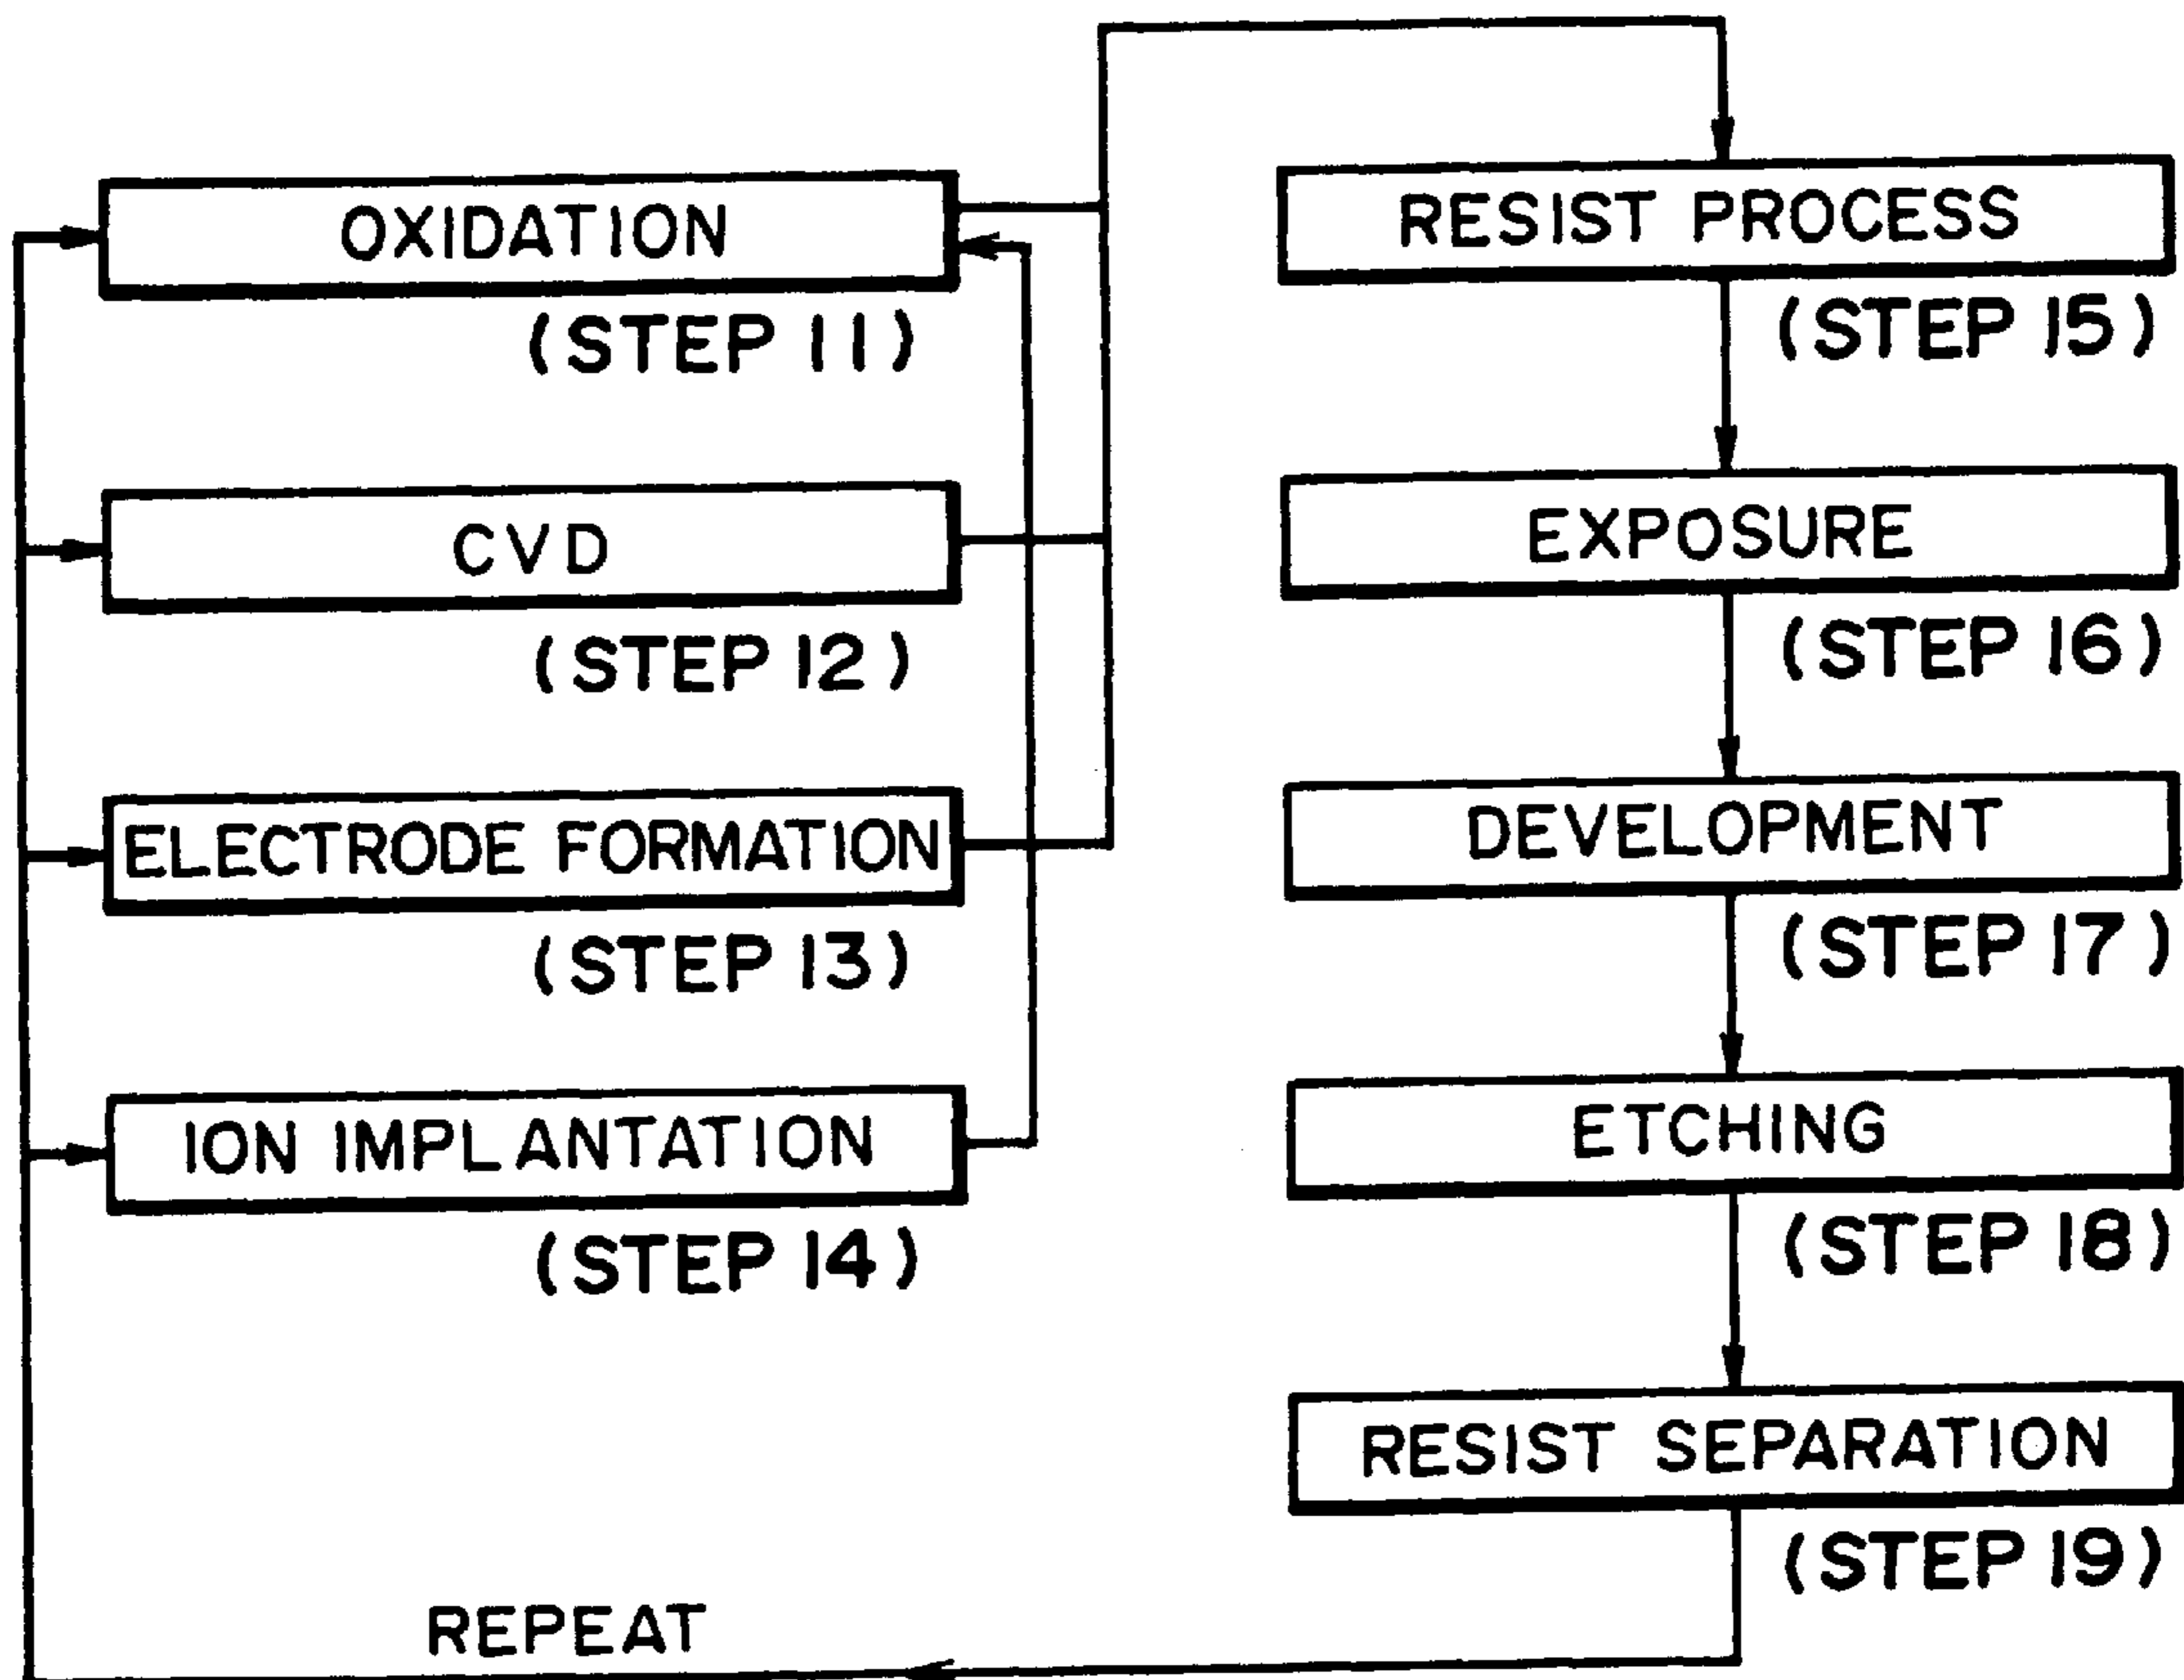 OXIDATION
(STEP 11)
CVD
(STEP 12)
ELECTRODE FORMATION
(STEP 13)
ION IMPLANTATION
(STEP 14)
RESIST PROCESS
(STEP 15)
EXPOSURE
(STEP 16)
DEVELOPMENT
(STEP 17)
ETCHING
(STEP 18)
RESIST SEPARATION
(STEP 19)
REPEAT